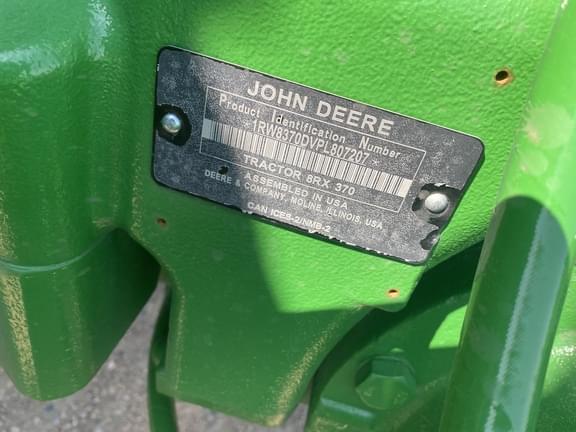 JOHN DEERE
Product Identification Number
*1RW8370DVPL807207*
TRACTOR 8RX 370
ASSEMBLED IN USA
DEERE & COMPANY, MOLINE, ILLINOIS, USA
CAN ICES-2/NMB-2